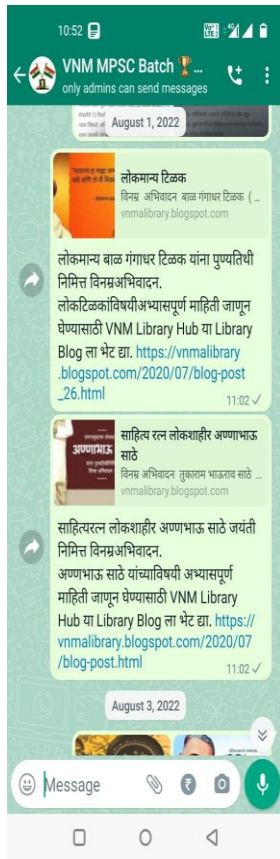 10:52
VNM MPSC Batch🏆...
only admins can send messages
August 1, 2022
लोकमान्य टिळक
विनम्र अभिवादन बाळ गंगाधर टिळक ( ...
vnmalibrary.blogspot.com
लोकमान्य बाळ गंगाधर टिळक यांना पुण्यतिथी
निमित्त विनम्रअभिवादन.
लोकटिळकांविषयीअभ्यासपूर्ण माहिती जाणून
घेण्यासाठी VNM Library Hub या Library
Blog ला भेट द्या. https://vnmalibrary
.blogspot.com/2020/07/blog-post
_26.html
11:02
साहित्य रत्न लोकशाहीर अण्णाभाऊ
साठे
विनम्र अभिवादन तुकाराम भाऊराव साठे ...
vnmalibrary.blogspot.com
अण्णाभाऊ
साहित्यरत्न लोकशाहीर अण्णभाऊ साठे जयंती
निमित्त विनम्रअभिवादन.
अण्णभाऊ साठे यांच्याविषयी अभ्यासपूर्ण
माहिती जाणून घेण्यासाठी VNM Library
Hub या Library Blog ला भेट द्या. https://
vnmalibrary.blogspot.com/2020/07
/blog-post.html
11:02
August 3, 2022
Message